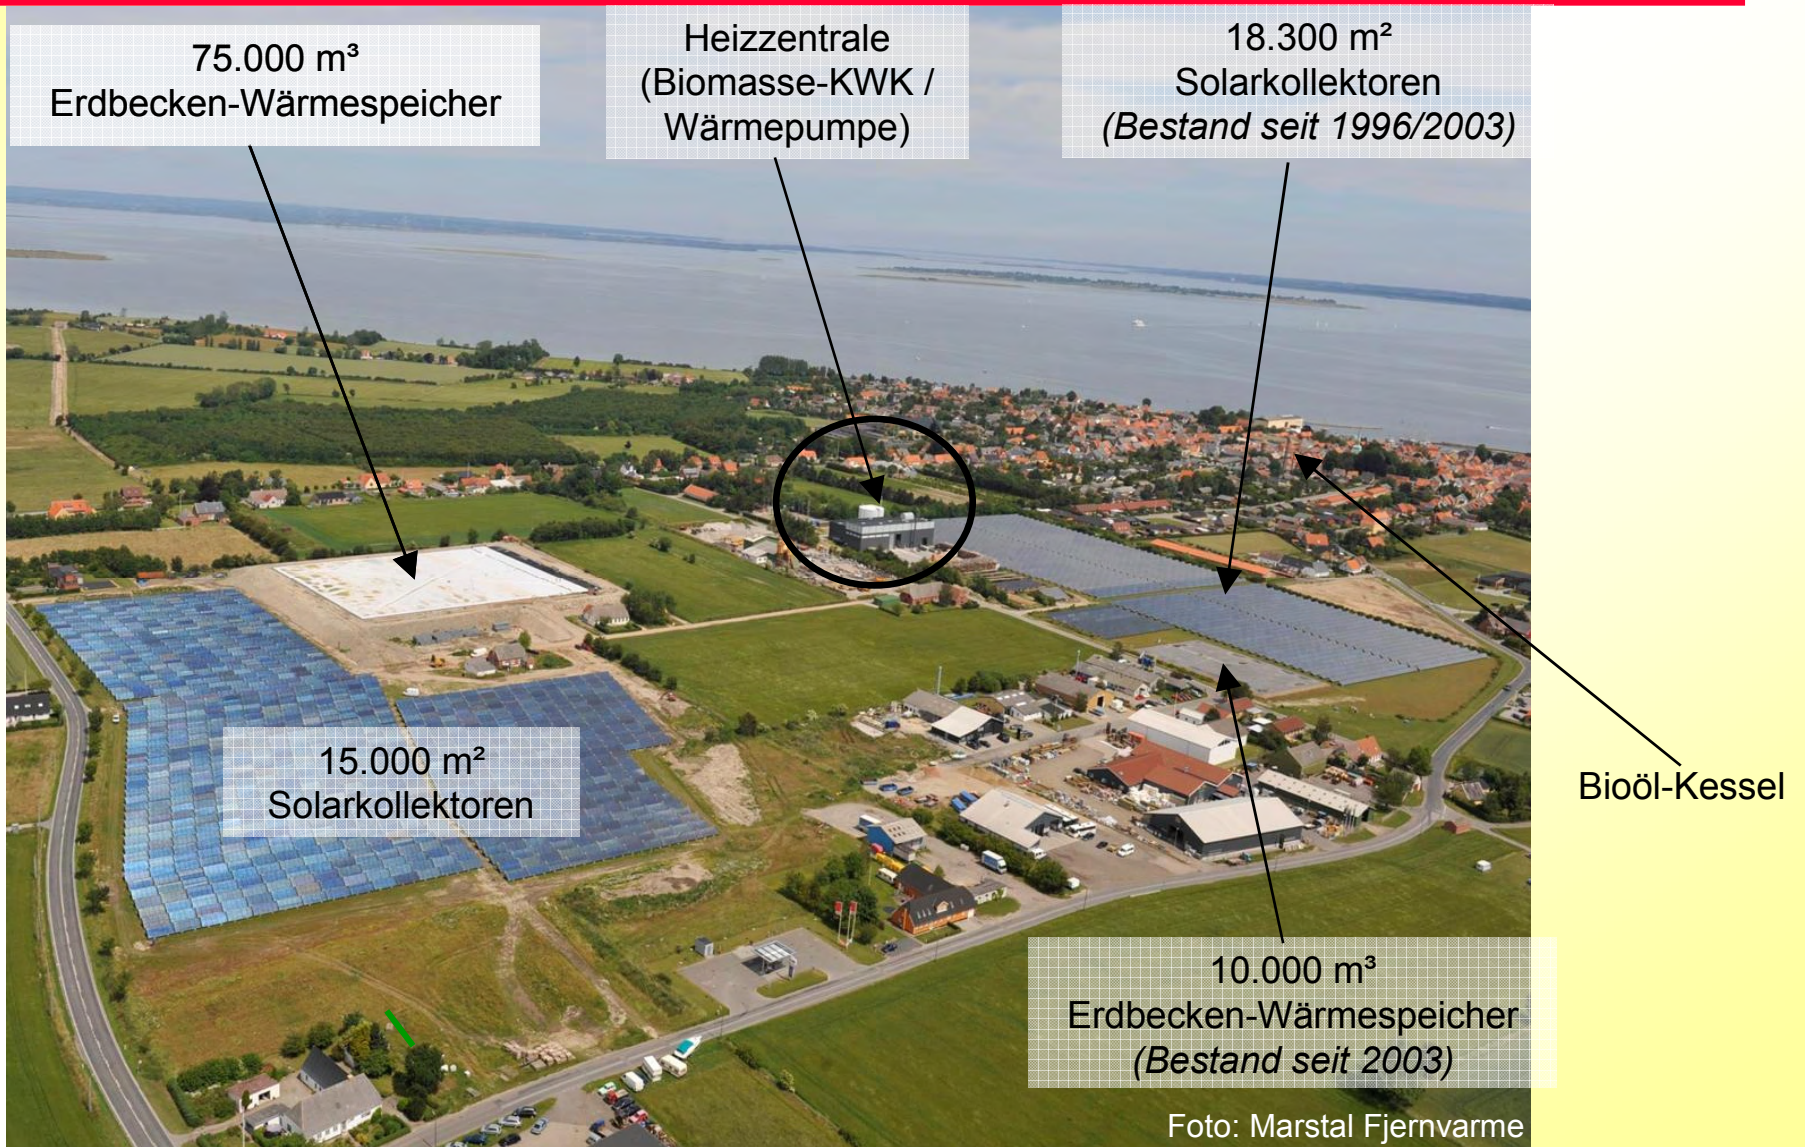 75.000 m³
Erdbecken-Wärmespeicher
Heizzentrale
(Biomasse-KWK /
Wärmepumpe)
18.300 m²
Solarkollektoren
(Bestand seit 1996/2003)
15.000 m²
Solarkollektoren
Bioöl-Kessel
10.000 m³
Erdbecken-Wärmespeicher
(Bestand seit 2003)
Foto: Marstal Fjernvarme